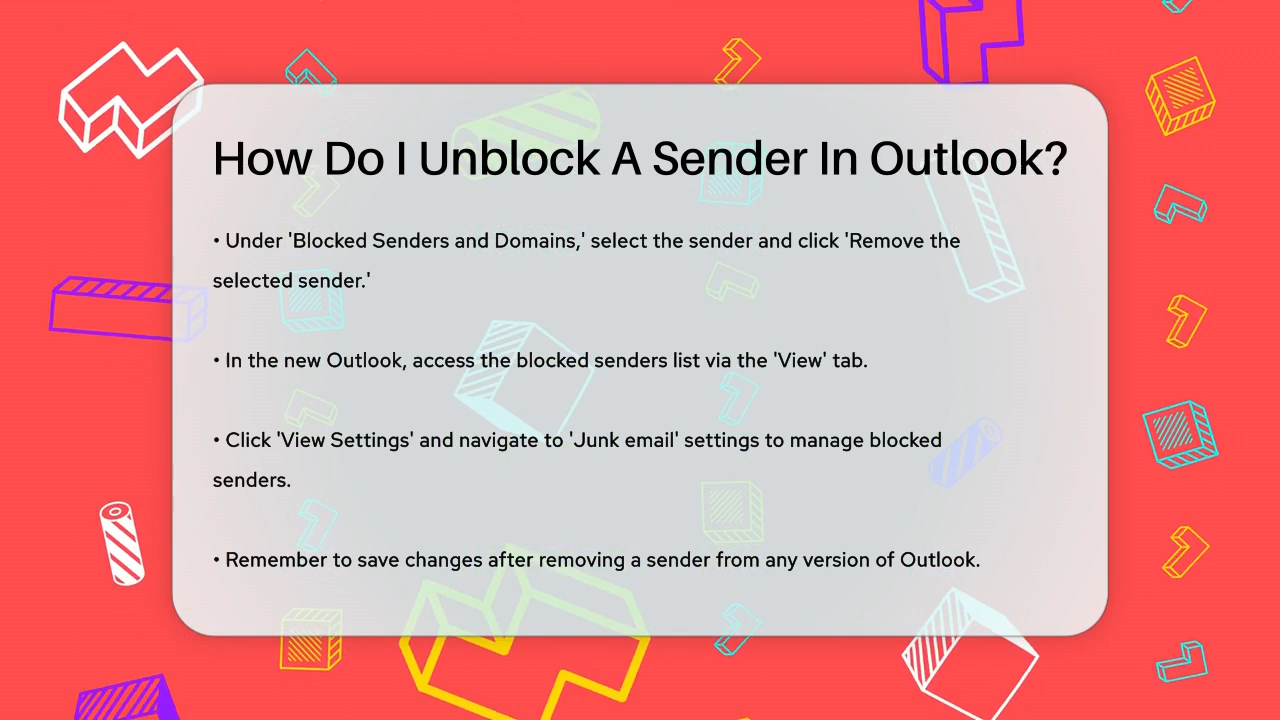 How Do I Unblock A Sender In Outlook?
• Under 'Blocked Senders and Domains,' select the sender and click 'Remove the
selected sender.'
• In the new Outlook, access the blocked senders list via the 'View' tab.
• Click 'View Settings' and navigate to 'Junk email' settings to manage blocked
senders.
• Remember to save changes after removing a sender from any version of Outlook.